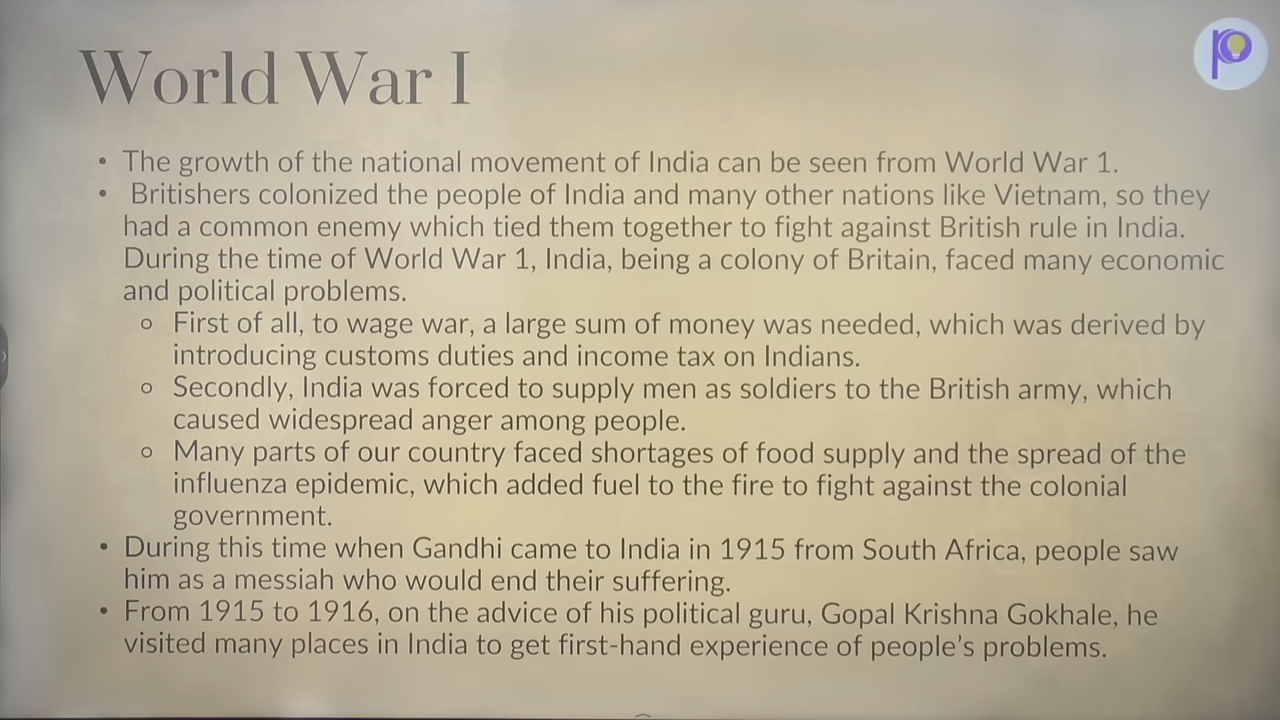 World War I
• The growth of the national movement of India can be seen from World War 1.
• Britishers colonized the people of India and many other nations like Vietnam, so they
had a common enemy which tied them together to fight against British rule in India.
During the time of World War 1, India, being a colony of Britain, faced many economic
and political problems.
○ First of all, to wage war, a large sum of money was needed, which was derived by
introducing customs duties and income tax on Indians.
○ Secondly, India was forced to supply men as soldiers to the British army, which
caused widespread anger among people.
○ Many parts of our country faced shortages of food supply and the spread of the
influenza epidemic, which added fuel to the fire to fight against the colonial
government.
• During this time when Gandhi came to India in 1915 from South Africa, people saw
him as a messiah who would end their suffering.
• From 1915 to 1916, on the advice of his political guru, Gopal Krishna Gokhale, he
visited many places in India to get first-hand experience of people's problems.